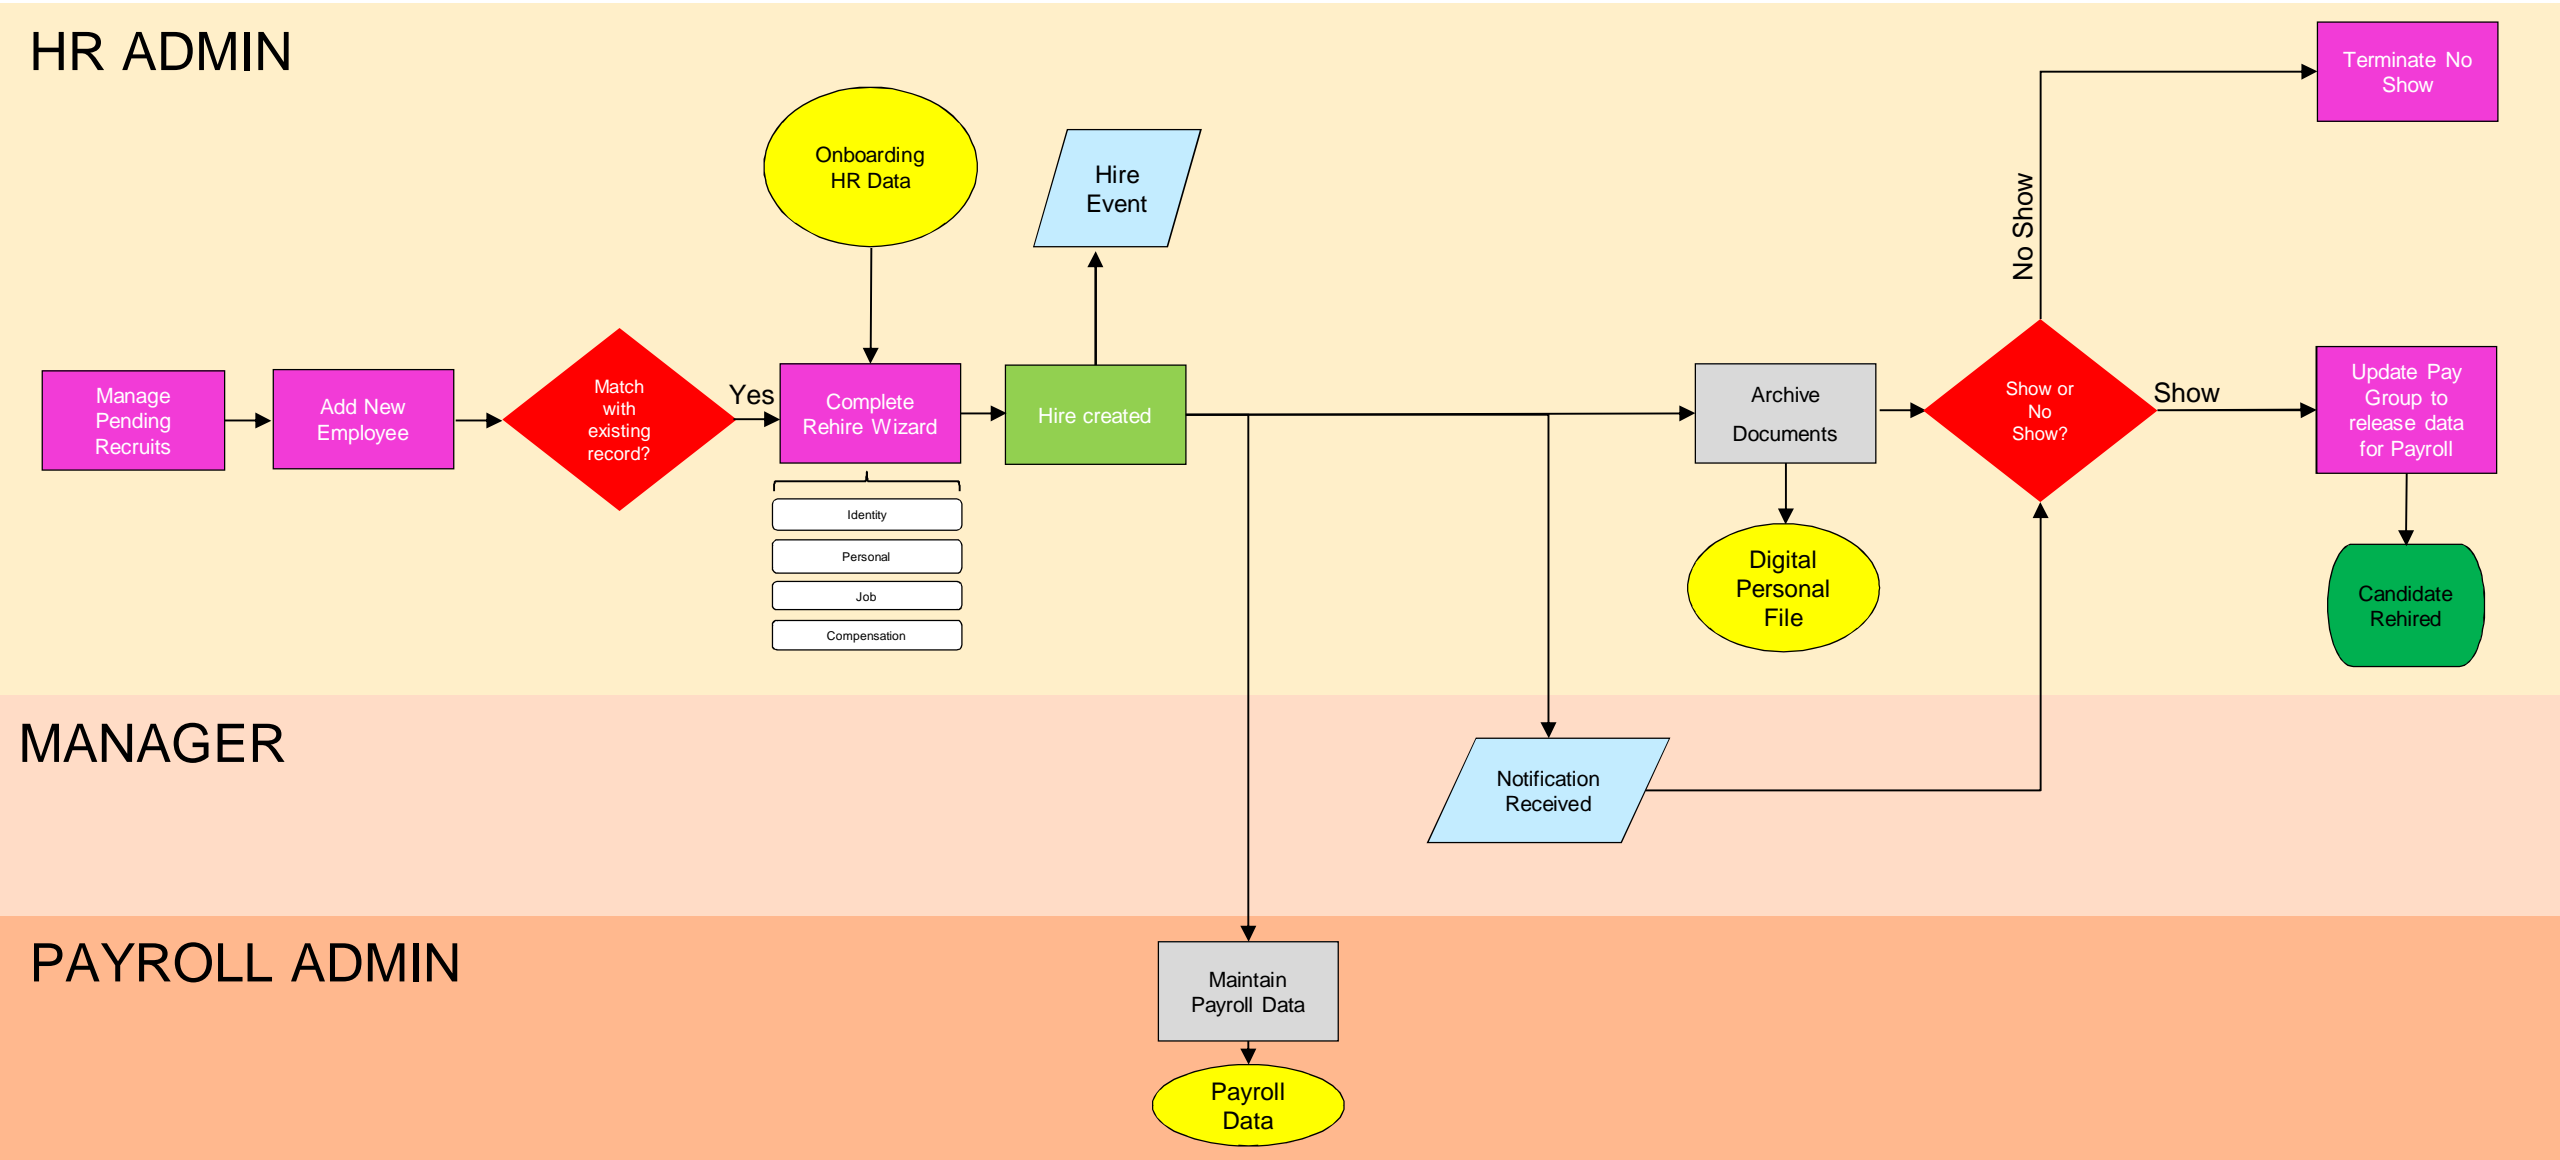 HR ADMIN
Terminate No
Show
Onboarding
HR Data
Hire
Event
No Show
Manage
Pending
Recruits
Add New
Employee
Match
with
existing
record?
Yes
Complete
Rehire Wizard
Hire created
Archive
Documents
Show or
No
Show?
Show
Update Pay
Group to
release data
for Payroll
Identity
Personal
Job
Compensation
Digital
Personal
File
Candidate
Rehired
MANAGER
Notification
Received
PAYROLL ADMIN
Maintain
Payroll Data
Payroll
Data